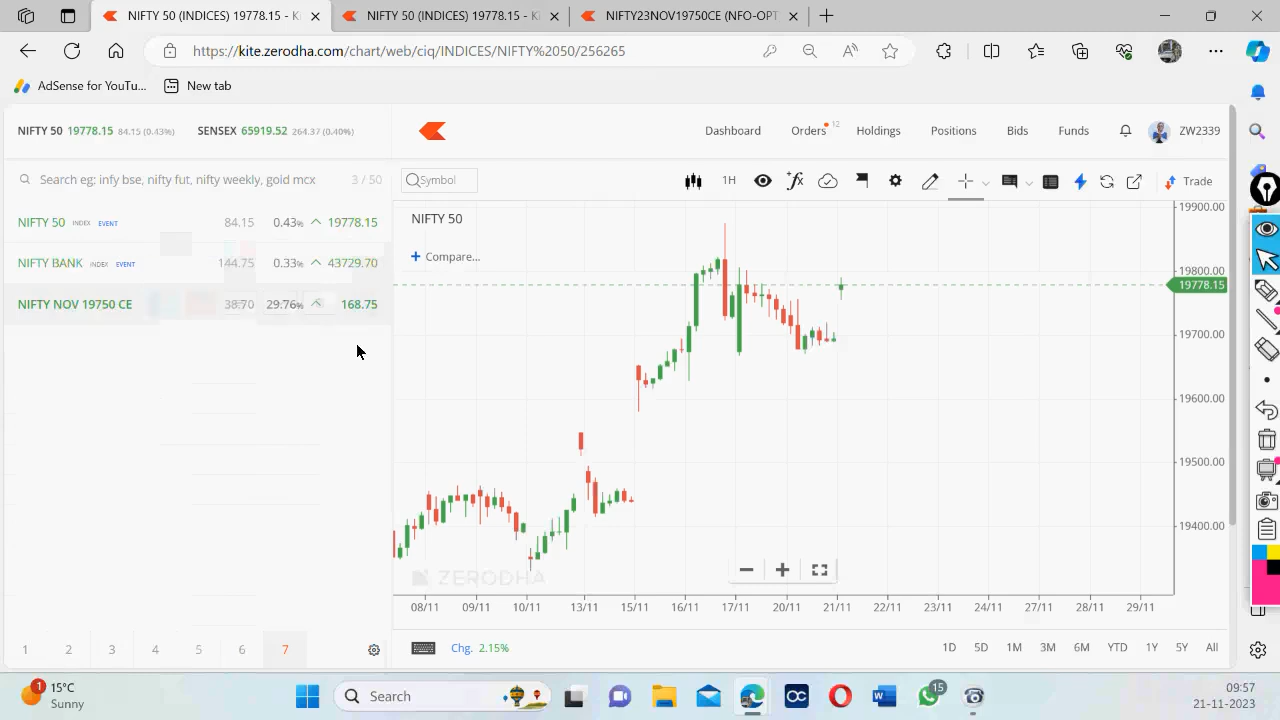 NIFTY 50 (INDICES) 19778.15 - Ki
NIFTY 50 (INDICES) 19778.15 - Ki
NIFTY23NOV19750CE (NFO-OPT
https://kite.zerodha.com/chart/web/ciq/INDICES/NIFTY%2050/256265
AdSense for YouTu...
New tab
NIFTY 50 19778.15 84.15 (0.43%)
SENSEX 65919.52 264.37 (0.40%)
Dashboard
Orders 12
Holdings
Positions
Bids
Funds
ZW2339
Search eg: infy bse, nifty fut, nifty weekly, gold mcx
3 / 50
NIFTY 50 INDEX EVENT 84.15 0.43% 19778.15
NIFTY BANK INDEX EVENT 144.75 0.33% 43729.70
NIFTY NOV 19750 CE 38.70 29.76% 168.75
1 2 3 4 5 6 7
Symbol
1H
Trade
NIFTY 50
Compare...
19900.00
19800.00
19778.15
19700.00
19600.00
19500.00
19400.00
ZERODHA
08/11 09/11 10/11 13/11 15/11 16/11 17/11 20/11 21/11 22/11 23/11 24/11 27/11 28/11 29/11
Chg. 2.15%
1D 5D 1M 3M 6M YTD 1Y 5Y All
1
15°C
Sunny
Search
OC
15
09:57
21-11-2023